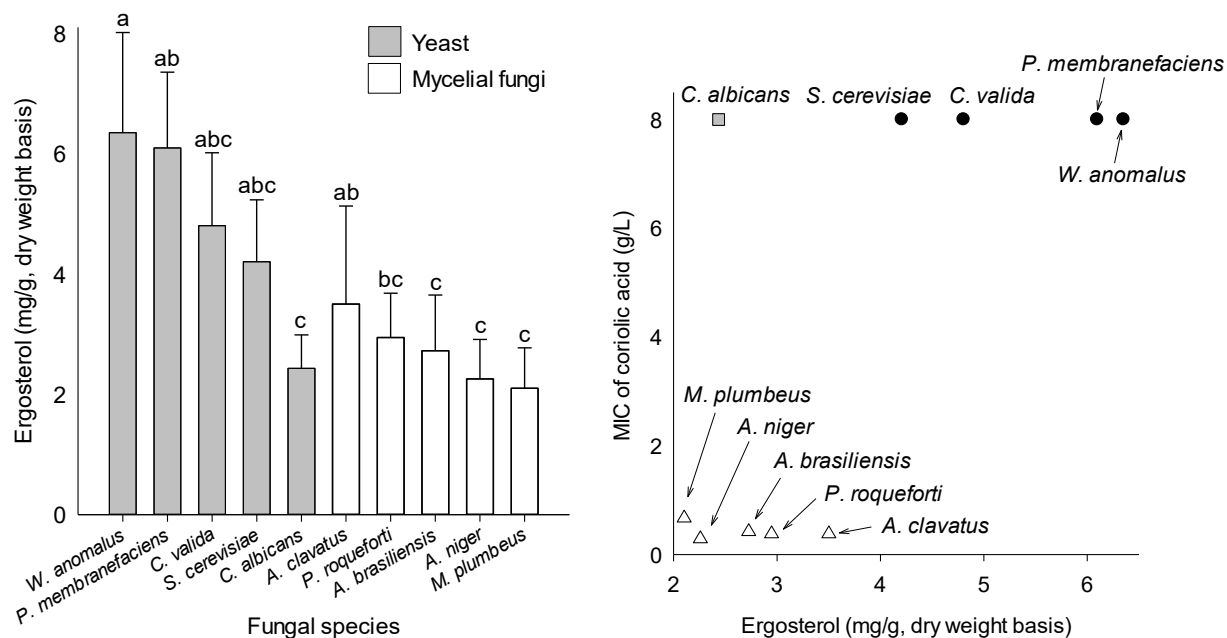 Ergosterol (mg/g, dry weight basis)
8
6
4
2
0
a
ab
abc
abc
c
ab
bc
c
c
c
Yeast
Mycelial fungi
W. anomalus
P. membranefaciens
C. valida
S. cerevisiae
C. albicans
A. clavatus
P. roqueforti
A. brasiliensis
A. niger
M. plumbeus
Fungal species
MIC of coriolic acid (g/L)
8
6
4
2
0
P. membranefaciens
C. albicans
S. cerevisiae
C. valida
W. anomalus
M. plumbeus
A. niger
A. brasiliensis
P. roqueforti
A. clavatus
2
3
4
5
6
Ergosterol (mg/g, dry weight basis)